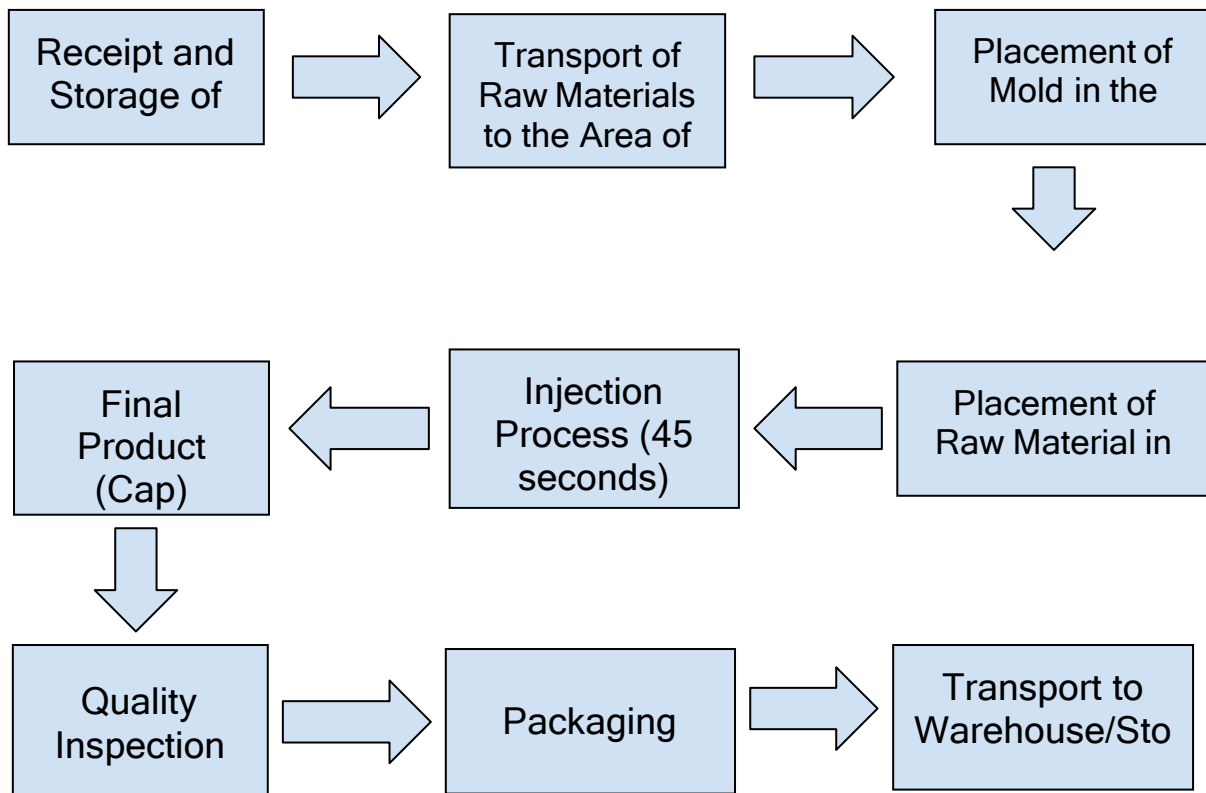 Receipt and
Storage of
Transport of
Raw Materials
to the Area of
Placement of
Mold in the
Placement of
Raw Material in
Injection
Process (45
seconds)
Final
Product
(Cap)
Quality
Inspection
Packaging
Transport to
Warehouse/Sto